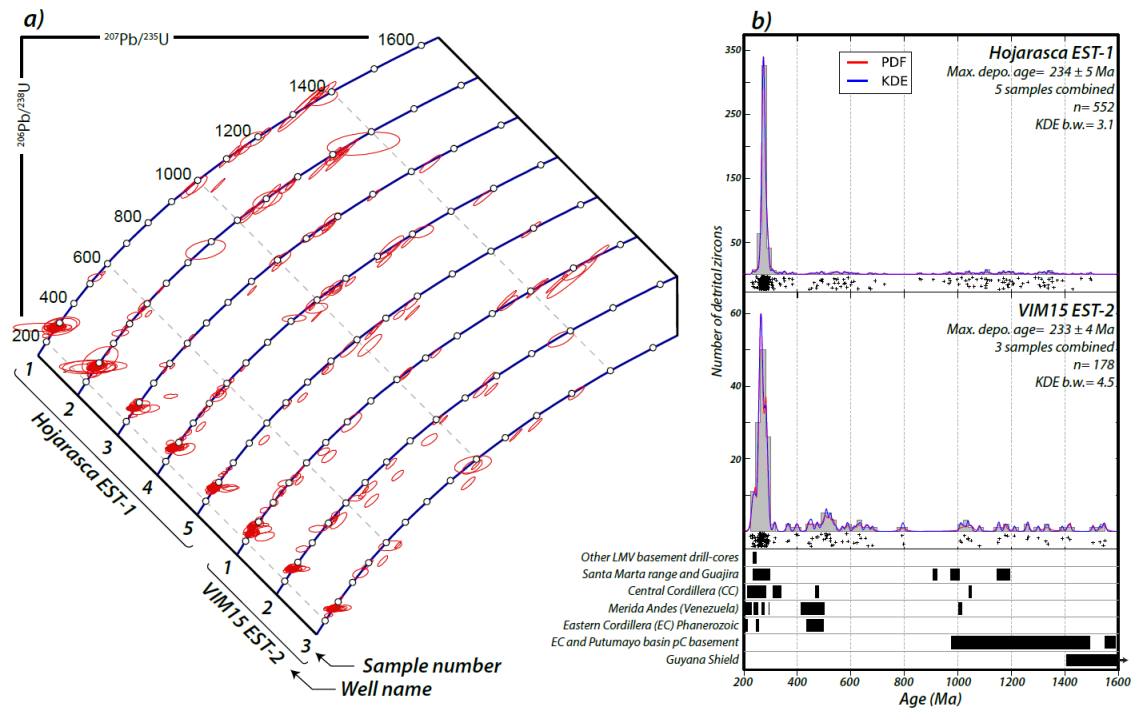 a)
207Pb/235U
206Pb/238U
1600
1400
1200
1000
800
600
400
200
1
2
3
4
5
1
2
3
Hojarasca EST-1
VIM15 EST-2
Sample number
Well name
b)
350
250
150
50
Number of detrital zircons
PDF
KDE
Hojarasca EST-1
Max. depo. age= 234 ± 5 Ma
5 samples combined
n= 552
KDE b.w.= 3.1
60
40
20
VIM15 EST-2
Max. depo. age= 233 ± 4 Ma
3 samples combined
n= 178
KDE b.w.= 4.5
Other LMV basement drill-cores
Santa Marta range and Guajira
Central Cordillera (CC)
Merida Andes (Venezuela)
Eastern Cordillera (EC) Phanerozoic
EC and Putumayo basin pC basement
Guyana Shield
200 400 600 800 1000 1200 1400 1600
Age (Ma)